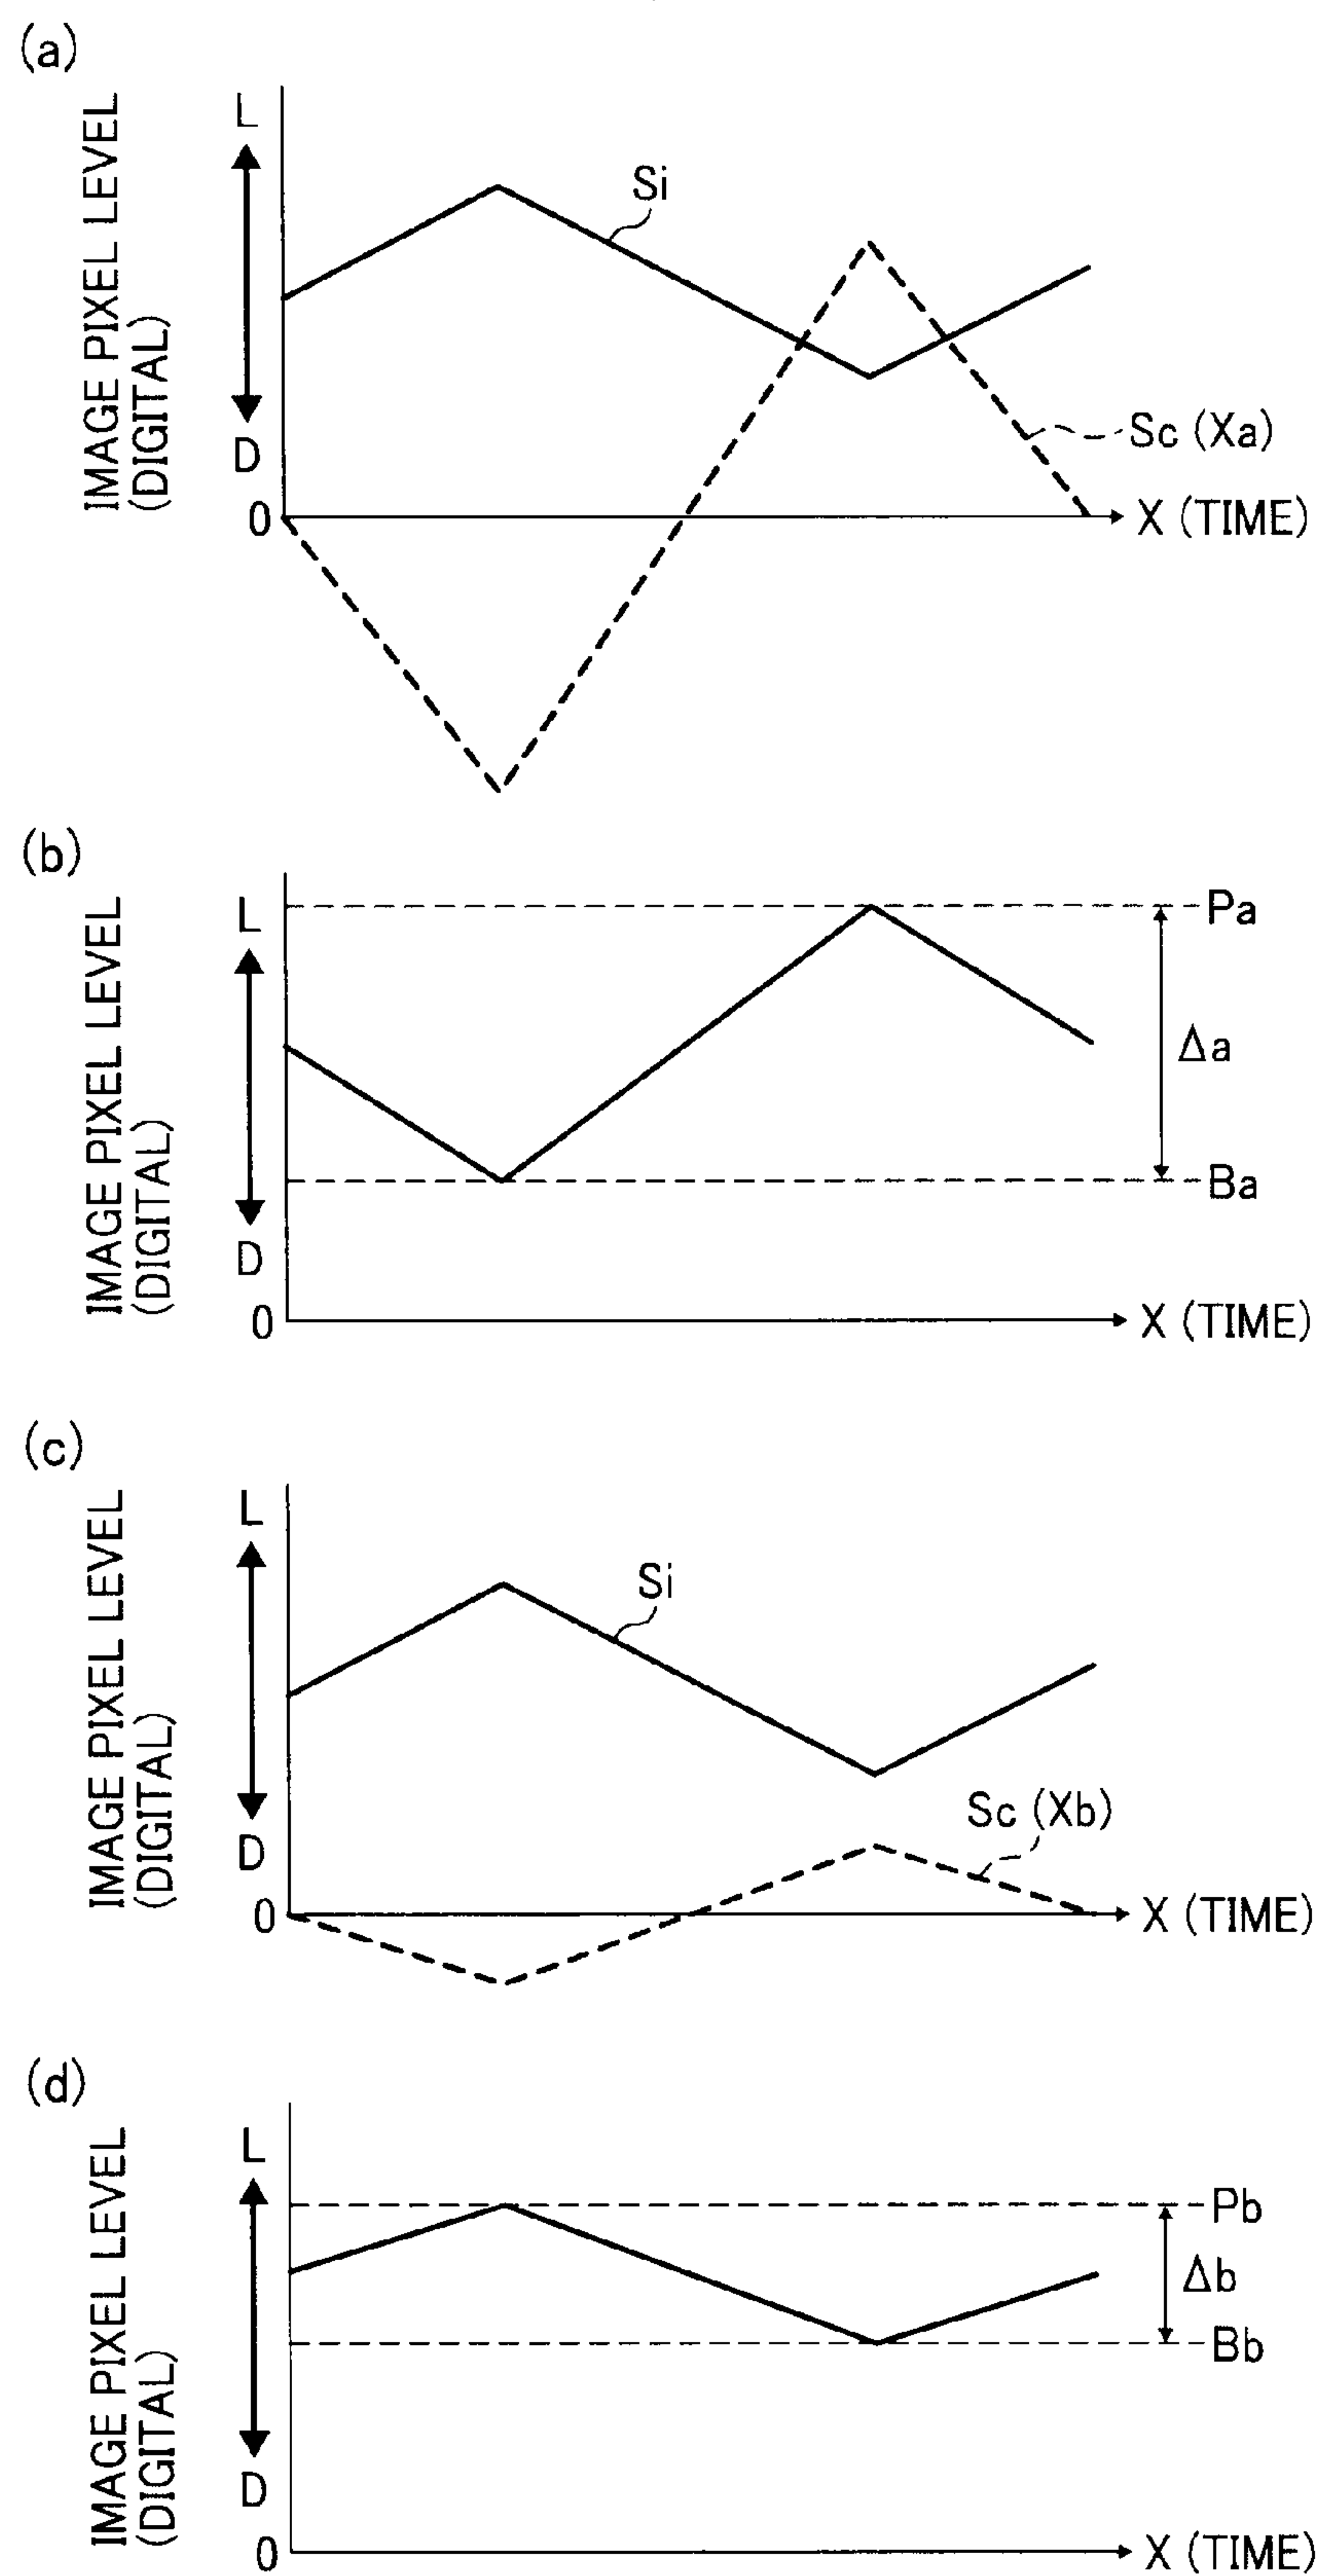 (a)
IMAGE PIXEL LEVEL
(DIGITAL)
L
D
0
Si
Sc (Xa)
X (TIME)
(b)
IMAGE PIXEL LEVEL
(DIGITAL)
L
D
0
Pa
Δa
Ba
X (TIME)
(c)
IMAGE PIXEL LEVEL
(DIGITAL)
L
D
0
Si
Sc (Xb)
X (TIME)
(d)
IMAGE PIXEL LEVEL
(DIGITAL)
L
D
0
Pb
Δb
Bb
X (TIME)